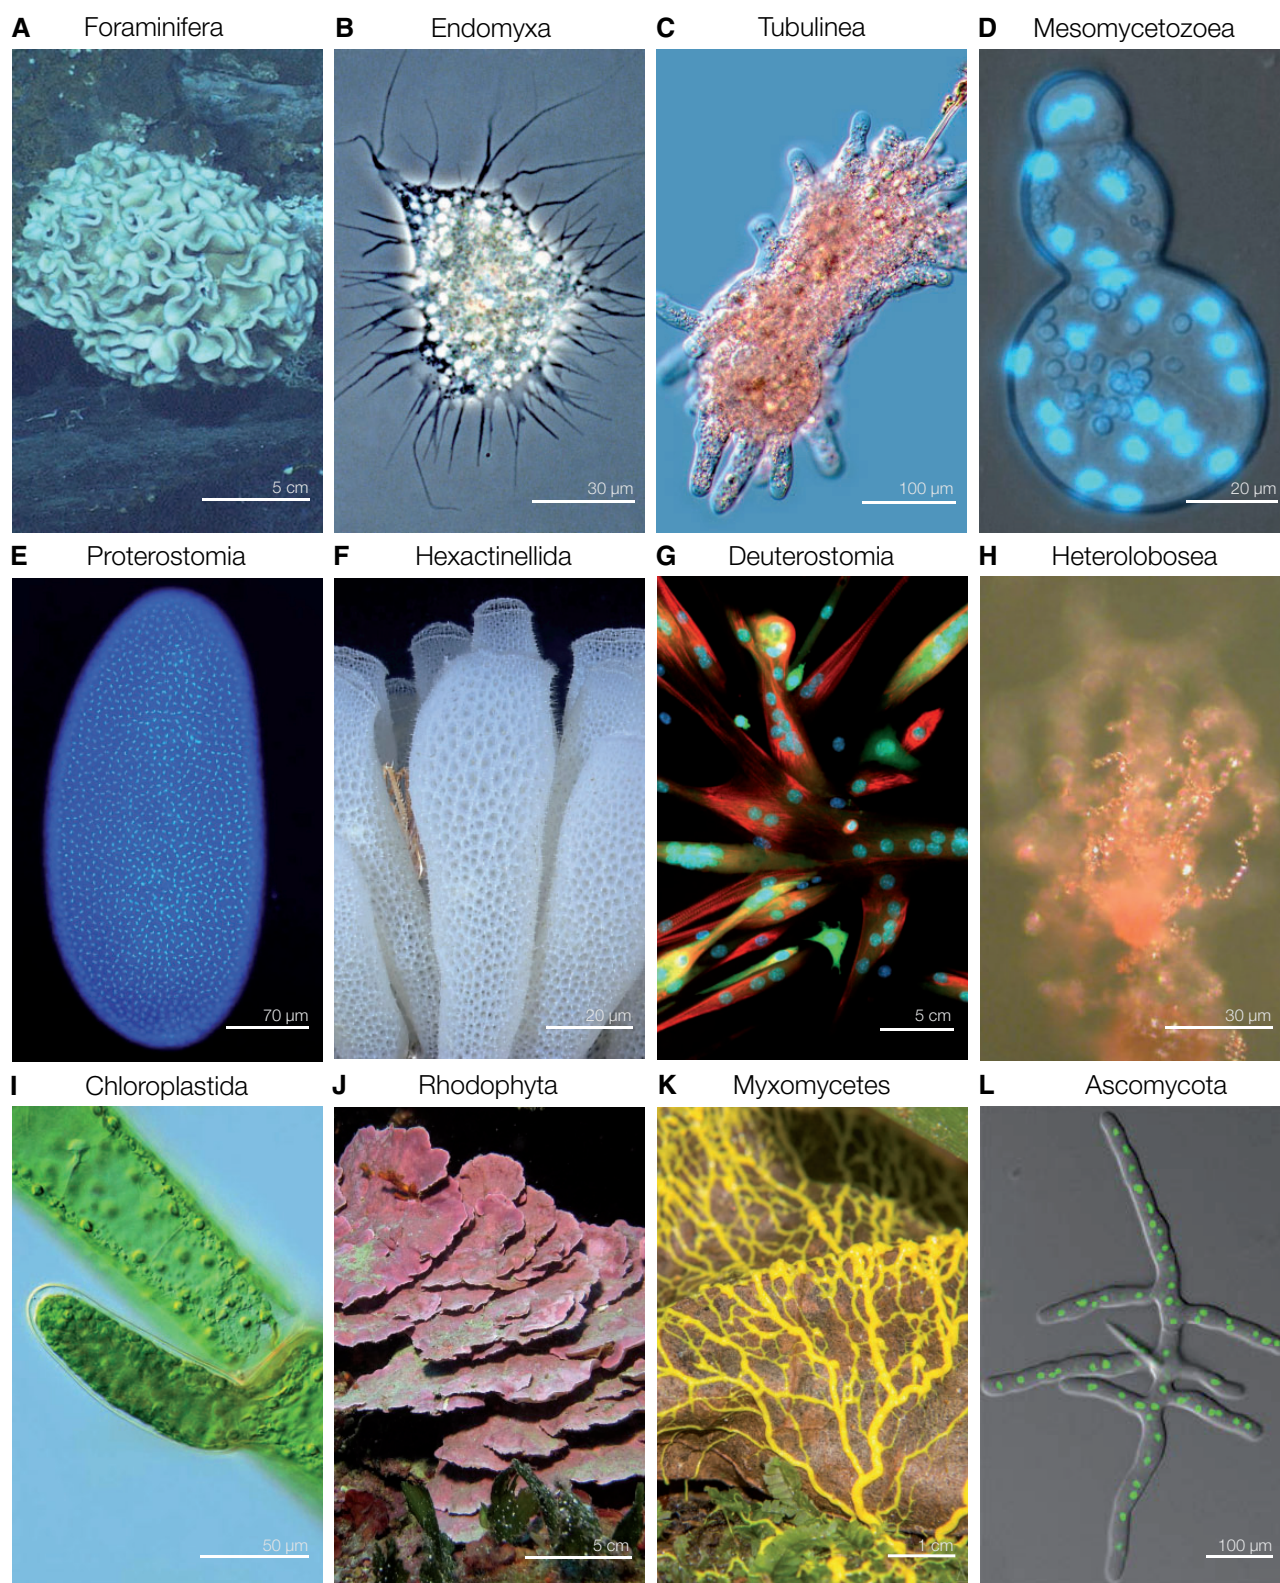 A Foraminifera
B Endomyxa
C Tubulinea
D Mesomycetozoea
5 cm
30 µm
100 µm
20 µm
E Proterostomia
F Hexactinellida
G Deuterostomia
H Heterolobosea
70 µm
20 µm
5 cm
30 µm
I Chloroplastida
J Rhodophyta
K Myxomycetes
L Ascomycota
50 µm
5 cm
1 cm
100 µm